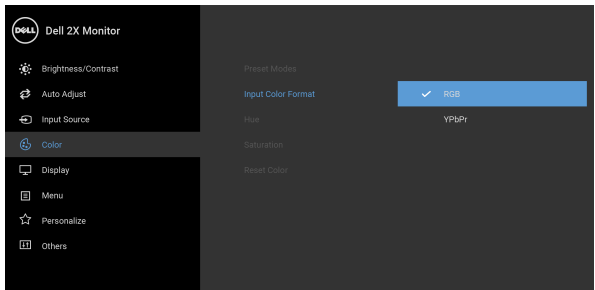 DELL
Dell 2X Monitor
Brightness/Contrast
Auto Adjust
Input Source
Color
Display
Menu
Personalize
Others
Preset Modes
Input Color Format
Hue
Saturation
Reset Color
RGB
YPbPr